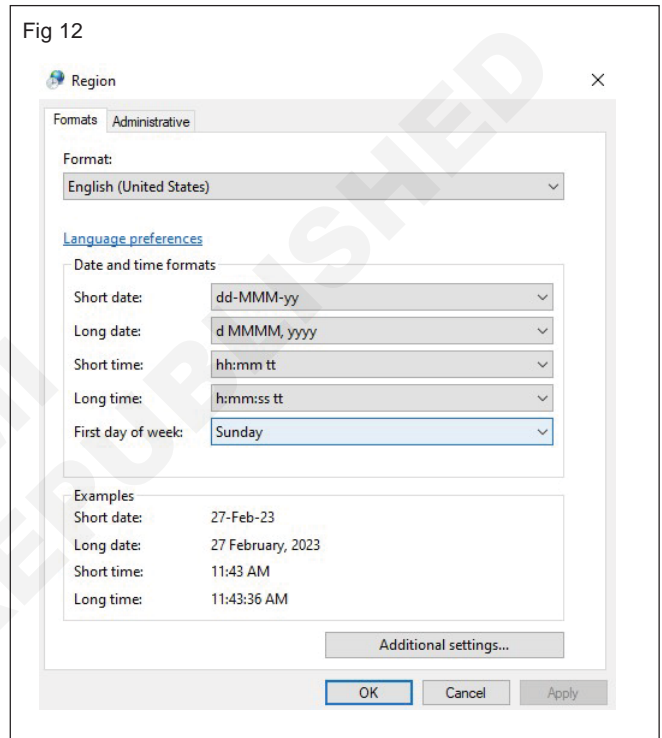 Fig 12
Region
Formats Administrative
Format:
English (United States)
Language preferences
Date and time formats
Short date: dd-MMM-yy
Long date: d MMMM, yyyy
Short time: hh:mm tt
Long time: h:mm:ss tt
First day of week: Sunday
Examples
Short date: 27-Feb-23
Long date: 27 February, 2023
Short time: 11:43 AM
Long time: 11:43:36 AM
Additional settings...
OK Cancel Apply